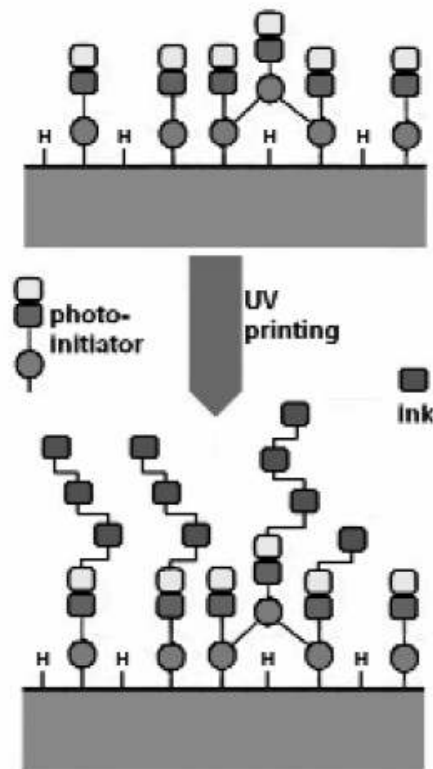 H H H H
photo-
initiator
UV
printing
ink
H H H H